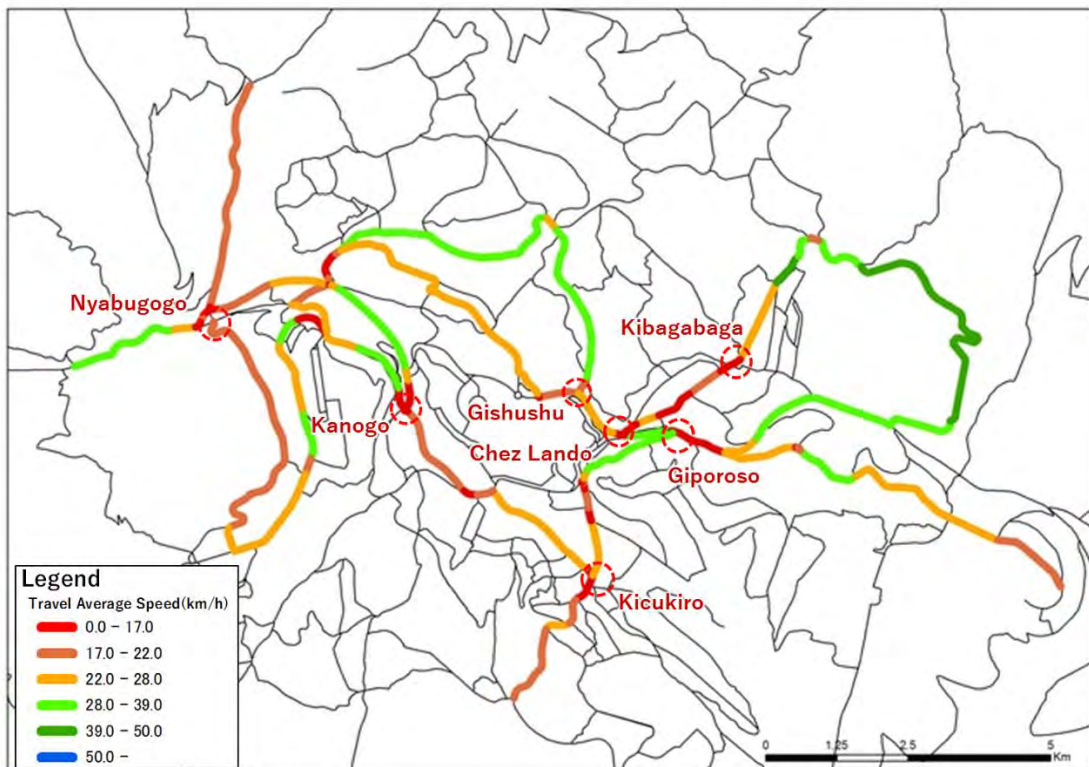 Nyabugogo
Kibagabaga
Gishushu
Kanogo
Chez Lando
Giporoso
Kicukiro
Legend
Travel Average Speed(km/h)
0.0 - 17.0
17.0 - 22.0
22.0 - 28.0
28.0 - 39.0
39.0 - 50.0
50.0 -
0 1.25 2.5 5
Km